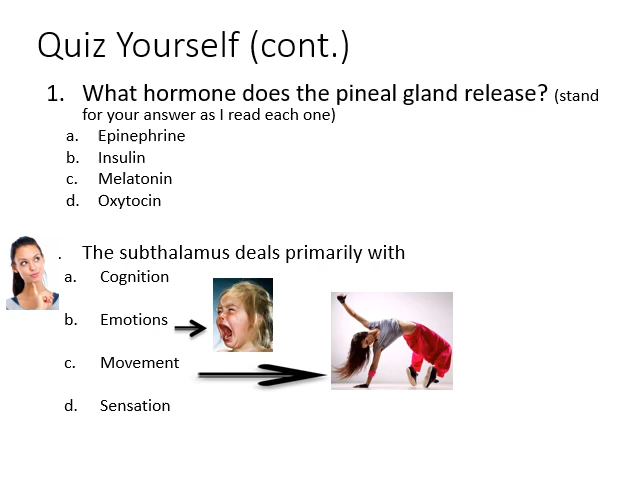 Quiz Yourself (cont.)
1. What hormone does the pineal gland release? (stand
for your answer as I read each one)
a. Epinephrine
b. Insulin
c. Melatonin
d. Oxytocin
. The subthalamus deals primarily with
a. Cognition
b. Emotions
c. Movement
d. Sensation